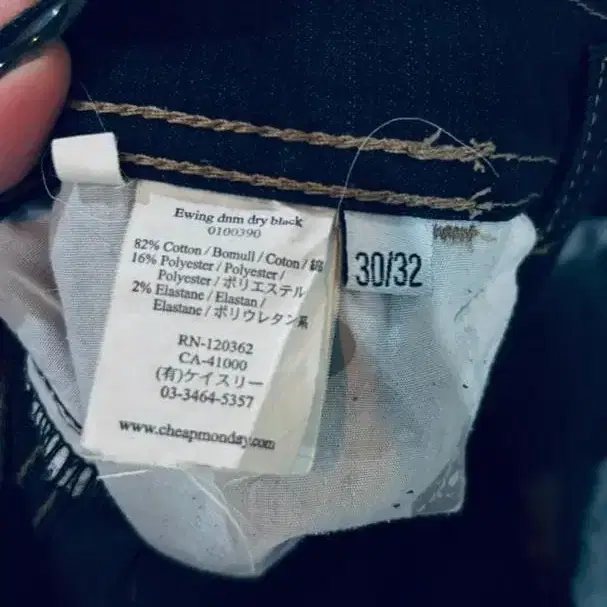 Ewing dnm dry black
0100390
82% Cotton / Bomull / Coton / 綿
16% Polyester / Polyester /
Polyester / ポリエステル
2% Elastane / Elastan /
Elastane / ポリウレタン系
RN-120362
CA-41000
(有)ケイスリー
03-3464-5357
www.cheapmonday.com
30/32